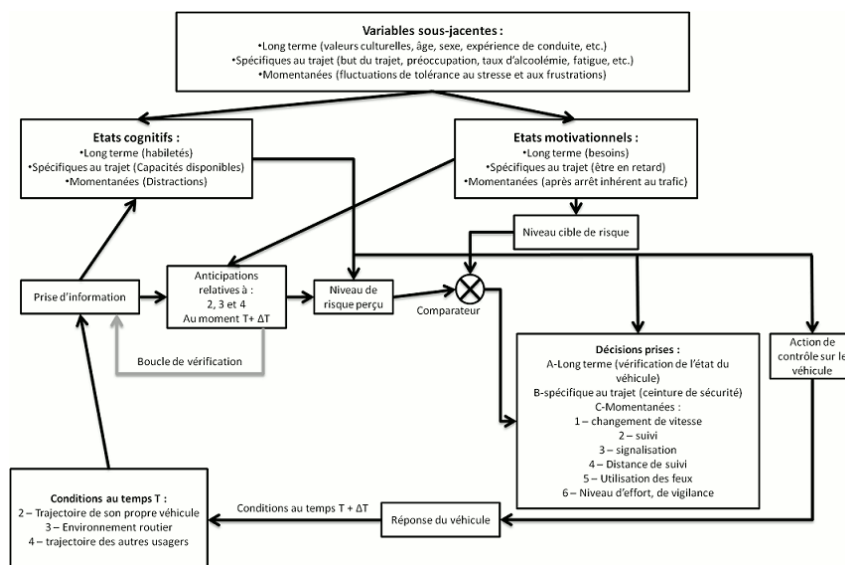 Variables sous-jacentes :
•Long terme (valeurs culturelles, âge, sexe, expérience de conduite, etc.)
•Spécifiques au trajet (but du trajet, préoccupation, taux d'alcoolémie, fatigue, etc.)
•Momentanées (fluctuations de tolérance au stresse et aux frustrations)
Etats cognitifs :
•Long terme (habiletés)
•Spécifiques au trajet (Capacités disponibles)
•Momentanées (Distractions)
Etats motivationnels :
•Long terme (besoins)
•Spécifiques au trajet (être en retard)
•Momentanées (après arrêt inhérent au trafic)
Niveau cible de risque
Prise d'information
Anticipations
relatives à :
2, 3 et 4
Au moment T+ ΔT
Niveau de
risque perçu
Comparateur
Boucle de vérification
Décisions prises :
A-Long terme (vérification de l'état du
véhicule)
B-spécifique au trajet (ceinture de sécurité)
C-Momentanées :
1 – changement de vitesse
2 – suivi
3 – signalisation
4 – Distance de suivi
5 – Utilisation des feux
6 – Niveau d'effort, de vigilance
Action de
contrôle sur le
véhicule
Conditions au temps T :
2 – Trajectoire de son propre véhicule
3 – Environnement routier
4 – trajectoire des autres usagers
Conditions au temps T + ΔT
Réponse du véhicule